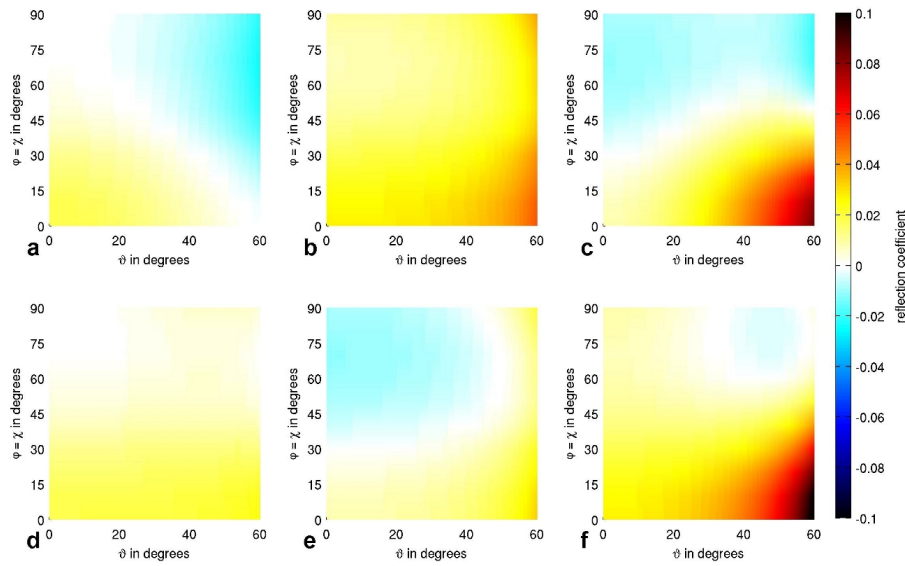 90 90 90 0.1
75 75 75 0.08
60 60 60 0.06
45 45 45 0.04
30 30 30
15 15 15 0.02
0 0 0
0 20 40 60 0 20 40 60 0 20 40 60
φ = χ in degrees φ = χ in degrees φ = χ in degrees
a ϑ in degrees b ϑ in degrees c ϑ in degrees
0
reflection coefficient
90 90 90 -0.02
75 75 75 -0.04
60 60 60
45 45 45 -0.06
30 30 30
15 15 15 -0.08
0 0 0 -0.1
0 20 40 60 0 20 40 60 0 20 40 60
φ = χ in degrees φ = χ in degrees φ = χ in degrees
d ϑ in degrees e ϑ in degrees f ϑ in degrees